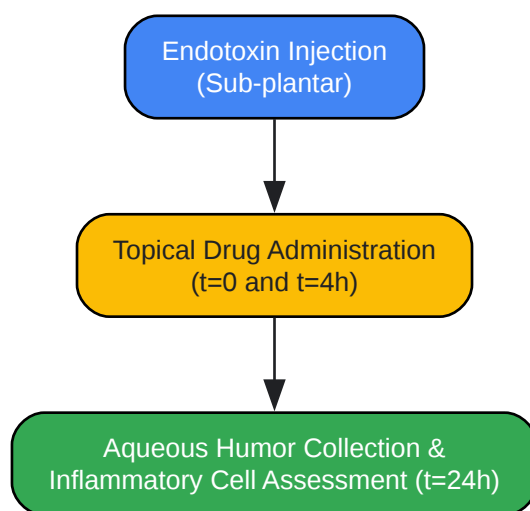 Endotoxin Injection
(Sub-plantar)
Topical Drug Administration
(t=0 and t=4h)
Aqueous Humor Collection &
Inflammatory Cell Assessment (t=24h)